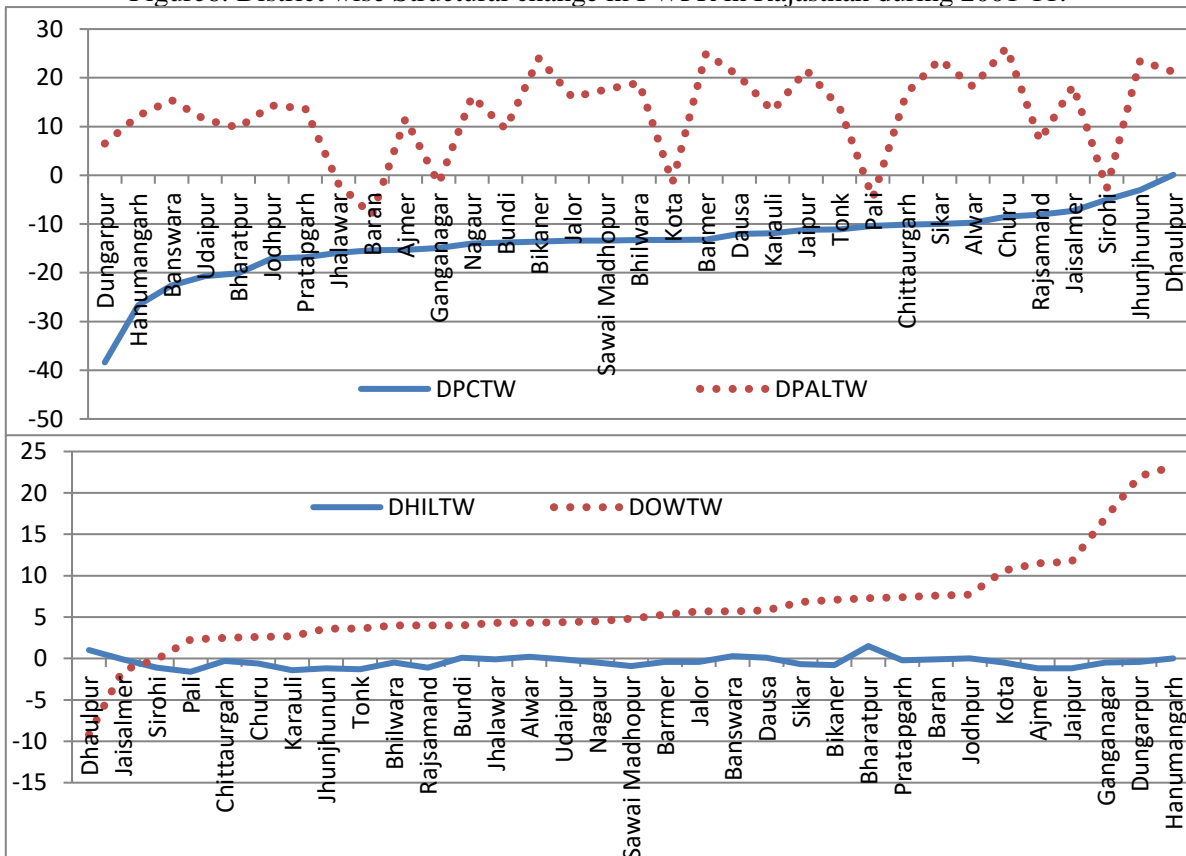 30
20
10
0
-10
-20
-30
-40
-50
Dungarpur
Hanumangarh
Banswara
Udaipur
Bharatpur
Jodhpur
Pratapgarh
Jhalawar
Baran
Ajmer
Ganganagar
Nagaur
Bundi
Bikaner
Jalor
Sawai Madhopur
Bhilwara
Kota
Barmer
Dausa
Karauli
Jaipur
Tonk
Pali
Chittaurgarh
Sikar
Alwar
Churu
Rajsamand
Jaisalmer
Sirohi
Jhunjhunun
Dhaulpur
DPCTW
DPALTW
25
20
15
10
5
0
-5
-10
-15
DHILTW
DOWTW
Dhaulpur
Jaisalmer
Sirohi
Pali
Chittaurgarh
Churu
Karauli
Jhunjhunun
Tonk
Bhilwara
Rajsamand
Bundi
Jhalawar
Alwar
Udaipur
Nagaur
Sawai Madhopur
Barmer
Jalor
Banswara
Dausa
Sikar
Bikaner
Bharatpur
Pratapgarh
Baran
Jodhpur
Kota
Ajmer
Jaipur
Ganganagar
Dungarpur
Hanumanagarh